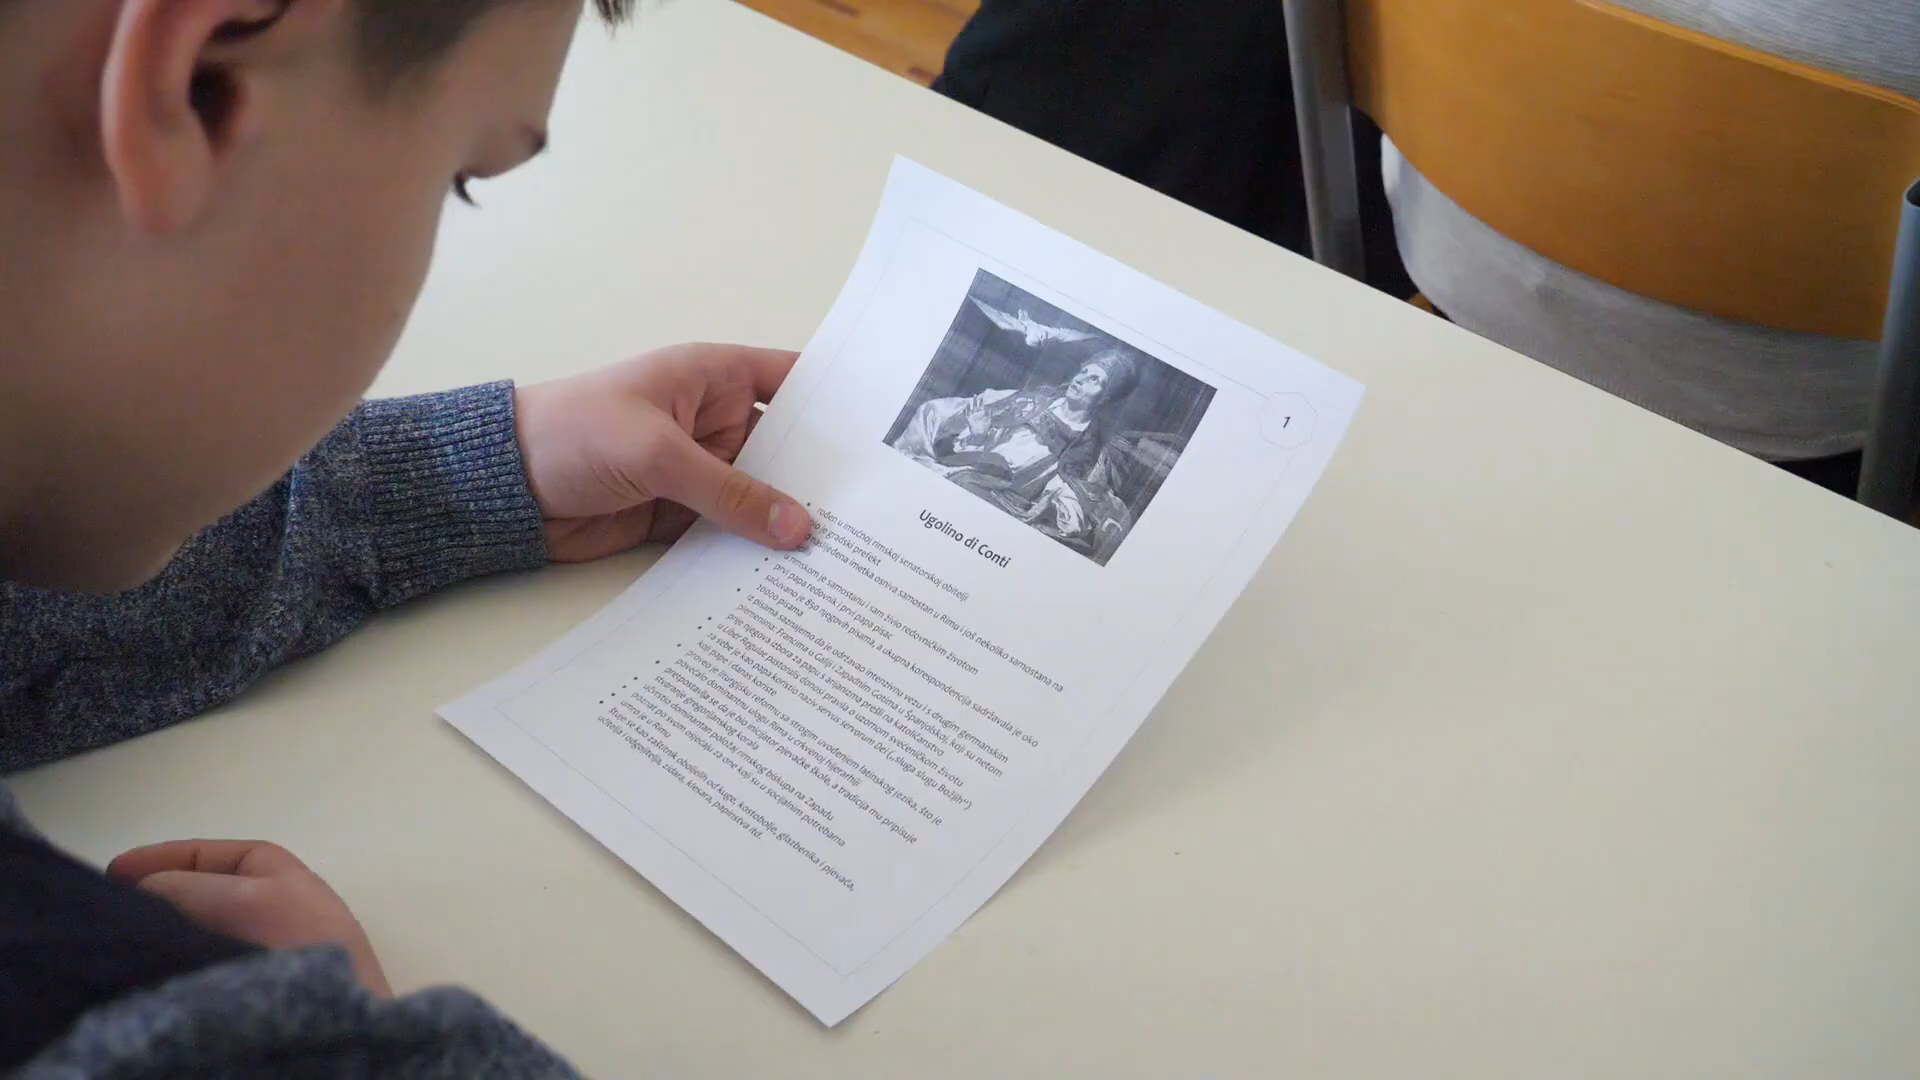 1
Ugolino di Conti
rođen u imućnoj rimskoj senatorskoj obitelji
bio je gradski prefekt
nasljeđena imetka osniva samostan u Rimu i još nekoliko samostana na
u rimskom je samostanu i sam živio redovničkim životom
prvi papa redovnik i prvi papa pisac
sačuvano je 850 njegovih pisama, a ukupna korespondencija sadržavala je oko
20000 pisama
iz pisama saznajemo da je održavao intenzivnu vezu i s drugim germanskim
plemenima: Francima u Galiji i Zapadnim Gotima u Španjolskoj, koji su netom
prije njegova izbora za papu s arijanizma prešli na katoličanstvo
u Liber Regulae pastoralis donosi pravila o uzornom svećeničkom životu
za sebe je kao papa koristio naziv servus servorum Dei („sluga slugu Božjih“)
koji pape i danas koriste
proveo je liturgijsku reformu sa strogim uvođenjem latinskog jezika, što je
povećalo dominantnu ulogu Rima u crkvenoj hijerarhiji
pretpostavlja se da je bio inicijator pjevačke škole, a tradicija mu pripisuje
stvaranje gregorijanskog korala
učvrstio dominantan položaj rimskog biskupa na Zapadu
poznat po svom osjećaju za one koji su u socijalnim potrebama
umro je u Rimu
štuje se kao zaštitnik oboljelih od kuge, kostobolje, glazbenika i pjevača,
učitelja i odgojitelja, zidara, klesara, papinstva itd.